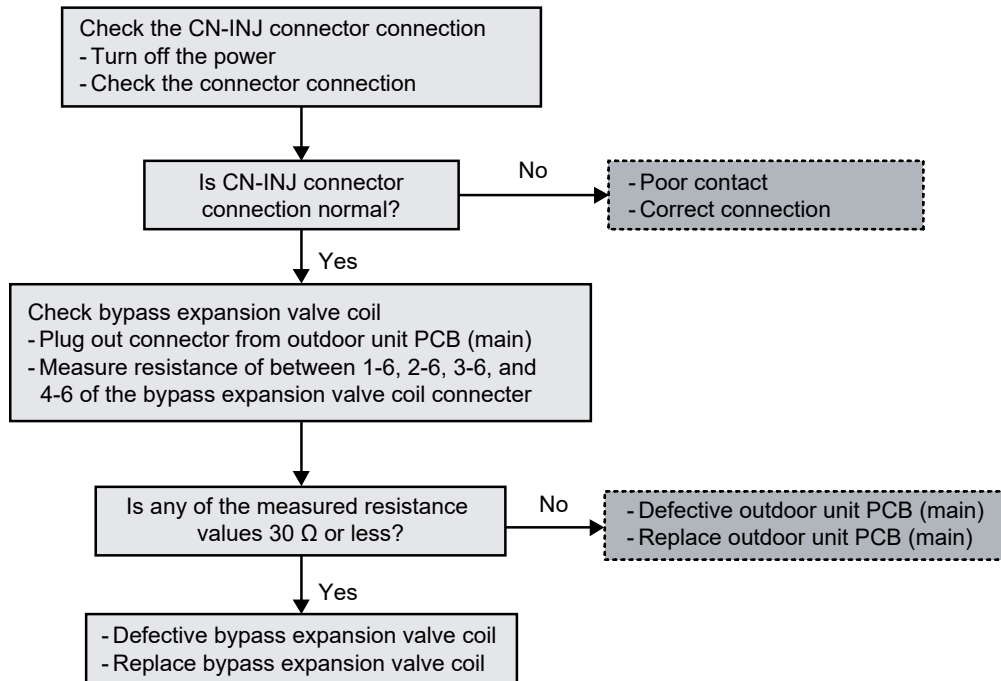 Check the CN-INJ connector connection
- Turn off the power
- Check the connector connection
Is CN-INJ connector
connection normal?
No
- Poor contact
- Correct connection
Yes
Check bypass expansion valve coil
- Plug out connector from outdoor unit PCB (main)
- Measure resistance of between 1-6, 2-6, 3-6, and
4-6 of the bypass expansion valve coil connecter
Is any of the measured resistance
values 30 Ω or less?
No
- Defective outdoor unit PCB (main)
- Replace outdoor unit PCB (main)
Yes
- Defective bypass expansion valve coil
- Replace bypass expansion valve coil